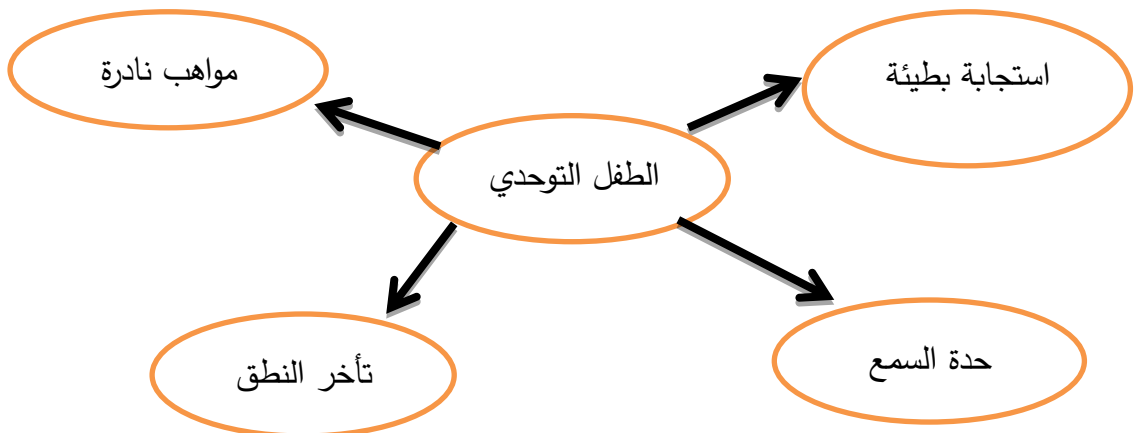 استجابة بطيئة
مواهب نادرة
الطفل التوحدي
حدة السمع
تأخر النطق